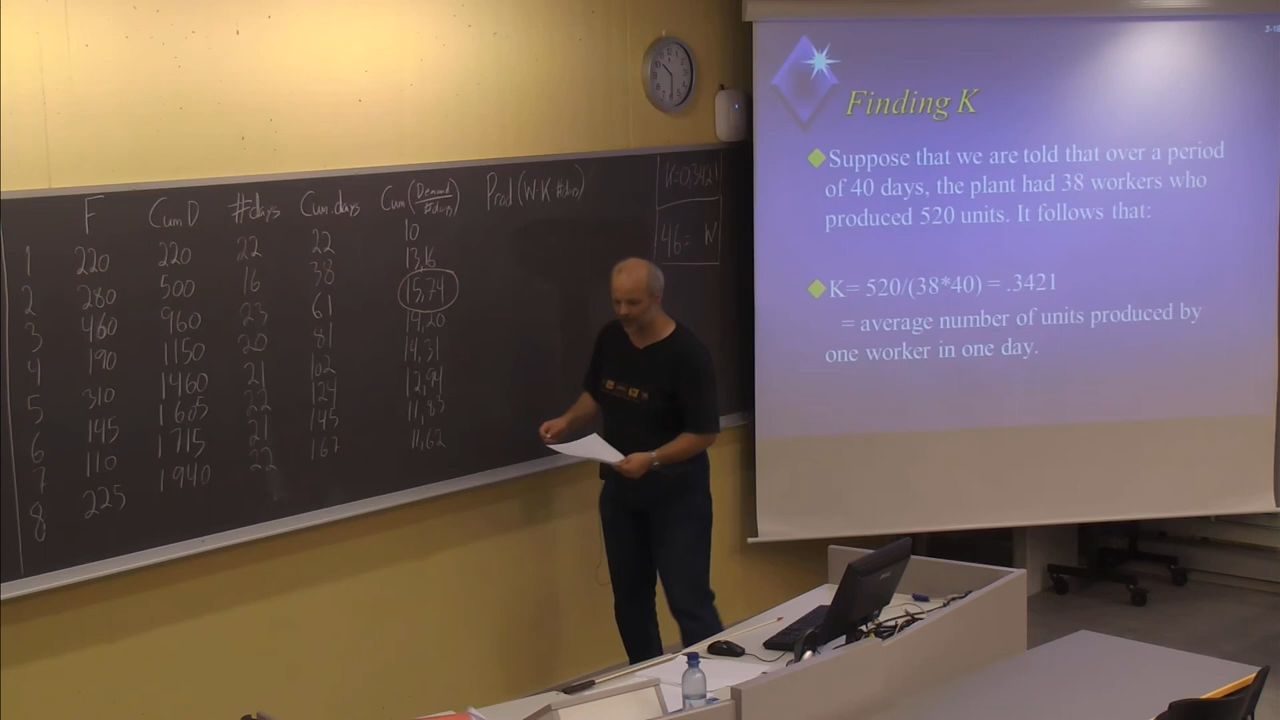 F Cum D #days Cum. days Cum (Demand/#days) Prod (W·K·#days)
1 220 220 22 22 10
2 280 500 16 38 13,16
3 460 960 23 61 15,74
4 190 1150 20 81 14,20
5 310 1460 21 102 14,31
6 145 1605 22 124 12,94
7 110 1715 21 145 11,83
8 225 1940 22 167 11,62
K=0,3421
46= W
Finding K
Suppose that we are told that over a period
of 40 days, the plant had 38 workers who
produced 520 units. It follows that:
K= 520/(38*40) = .3421
= average number of units produced by
one worker in one day.